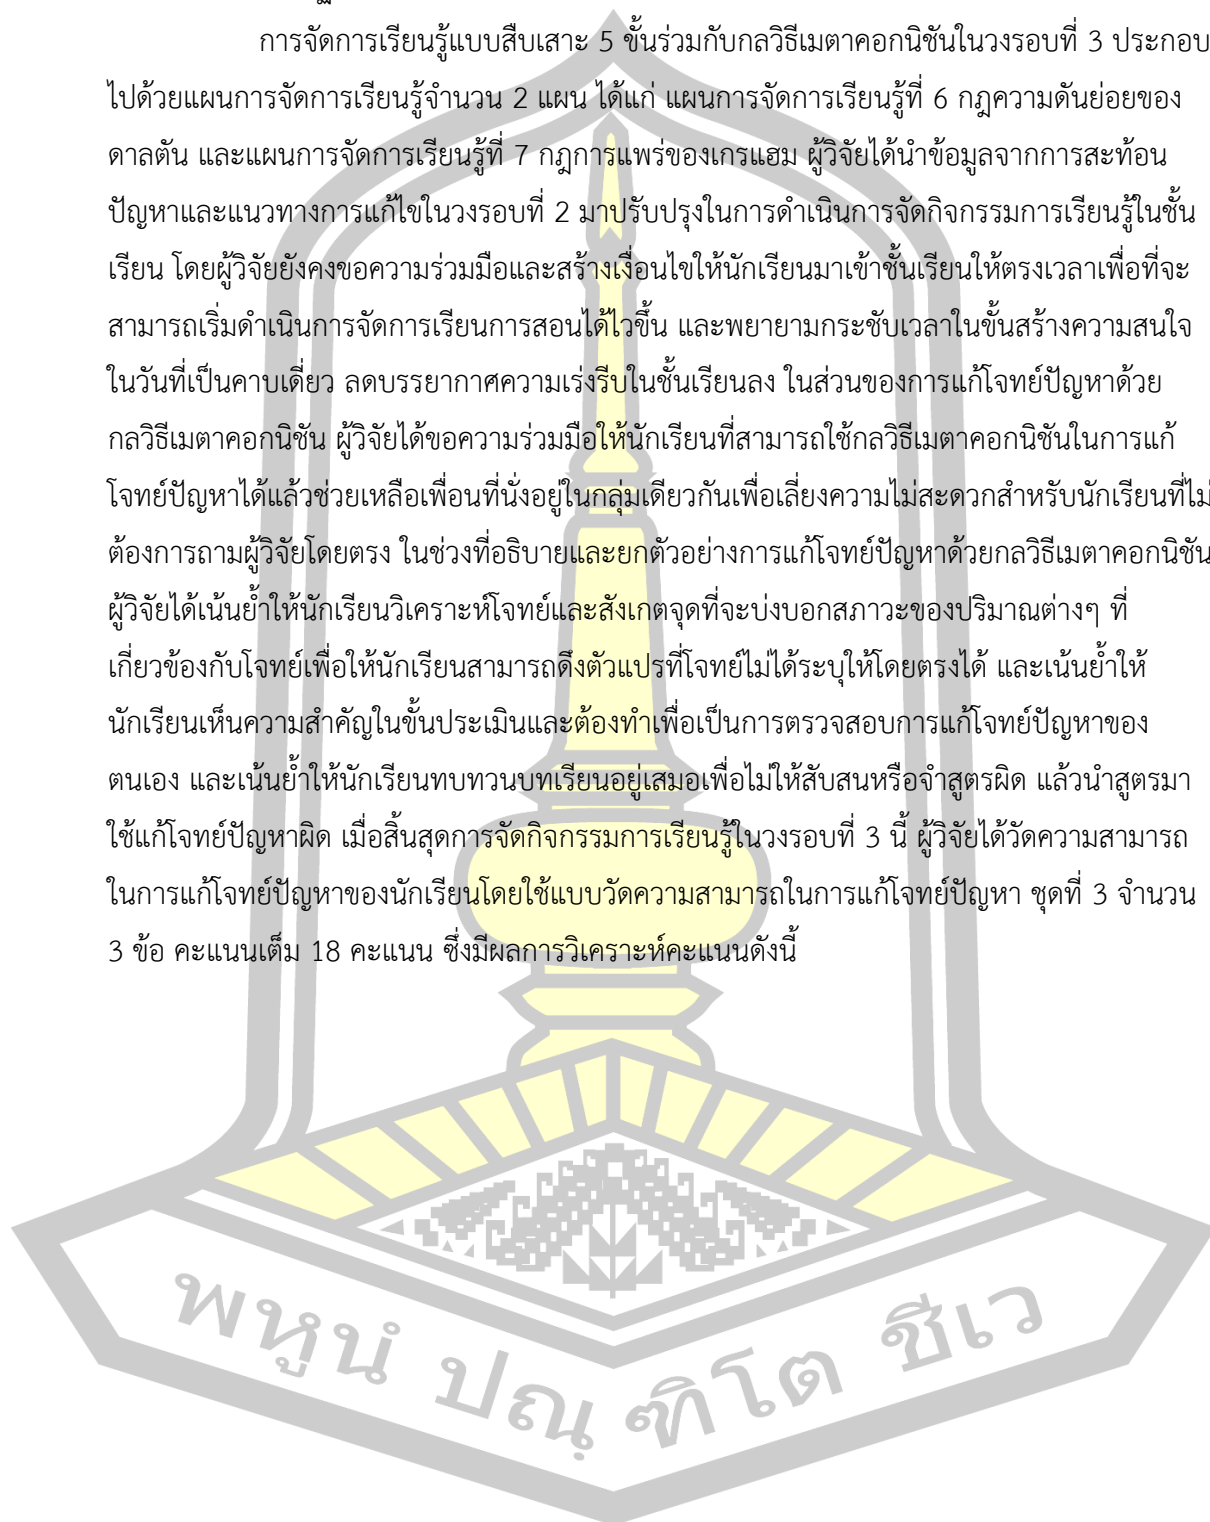 การจัดการเรียนรู้แบบสืบเสาะ 5 ขั้นร่วมกับกลวิธีเมตาคอกนิชันในวงรอบที่ 3 ประกอบ
ไปด้วยแผนการจัดการเรียนรู้จำนวน 2 แผน ได้แก่ แผนการจัดการเรียนรู้ที่ 6 กฎความดันย่อยของ
ดาลตัน และแผนการจัดการเรียนรู้ที่ 7 กฎการแพร่ของเกรแฮม ผู้วิจัยได้นำข้อมูลจากการสะท้อน
ปัญหาและแนวทางการแก้ไขในวงรอบที่ 2 มาปรับปรุงในการดำเนินการจัดกิจกรรมการเรียนรู้ในชั้น
เรียน โดยผู้วิจัยยังคงขอความร่วมมือและสร้างเงื่อนไขให้นักเรียนมาเข้าชั้นเรียนให้ตรงเวลาเพื่อที่จะ
สามารถเริ่มดำเนินการจัดการเรียนการสอนได้ไวขึ้น และพยายามกระชับเวลาในขั้นสร้างความสนใจ
ในวันที่เป็นคาบเดี่ยว ลดบรรยากาศความเร่งรีบในชั้นเรียนลง ในส่วนของการแก้โจทย์ปัญหาด้วย
กลวิธีเมตาคอกนิชัน ผู้วิจัยได้ขอความร่วมมือให้นักเรียนที่สามารถใช้กลวิธีเมตาคอกนิชันในการแก้
โจทย์ปัญหาได้แล้วช่วยเหลือเพื่อนที่นั่งอยู่ในกลุ่มเดียวกันเพื่อเลี่ยงความไม่สะดวกสำหรับนักเรียนที่ไม่
ต้องการถามผู้วิจัยโดยตรง ในช่วงที่อธิบายและยกตัวอย่างการแก้โจทย์ปัญหาด้วยกลวิธีเมตาคอกนิชัน
ผู้วิจัยได้เน้นย้ำให้นักเรียนวิเคราะห์โจทย์และสังเกตจุดที่จะบ่งบอกสภาวะของปริมาณต่างๆ ที่
เกี่ยวข้องกับโจทย์เพื่อให้นักเรียนสามารถดึงตัวแปรที่โจทย์ไม่ได้ระบุให้โดยตรงได้ และเน้นย้ำให้
นักเรียนเห็นความสำคัญในขั้นประเมินและต้องทำเพื่อเป็นการตรวจสอบการแก้โจทย์ปัญหาของ
ตนเอง และเน้นย้ำให้นักเรียนทบทวนบทเรียนอยู่เสมอเพื่อไม่ให้สับสนหรือจำสูตรผิด แล้วนำสูตรมา
ใช้แก้โจทย์ปัญหาผิด เมื่อสิ้นสุดการจัดกิจกรรมการเรียนรู้ในวงรอบที่ 3 นี้ ผู้วิจัยได้วัดความสามารถ
ในการแก้โจทย์ปัญหาของนักเรียนโดยใช้แบบวัดความสามารถในการแก้โจทย์ปัญหา ชุดที่ 3 จำนวน
3 ข้อ คะแนนเต็ม 18 คะแนน ซึ่งมีผลการวิเคราะห์คะแนนดังนี้
พหูนํ ปณฺฑิโต ชีเว